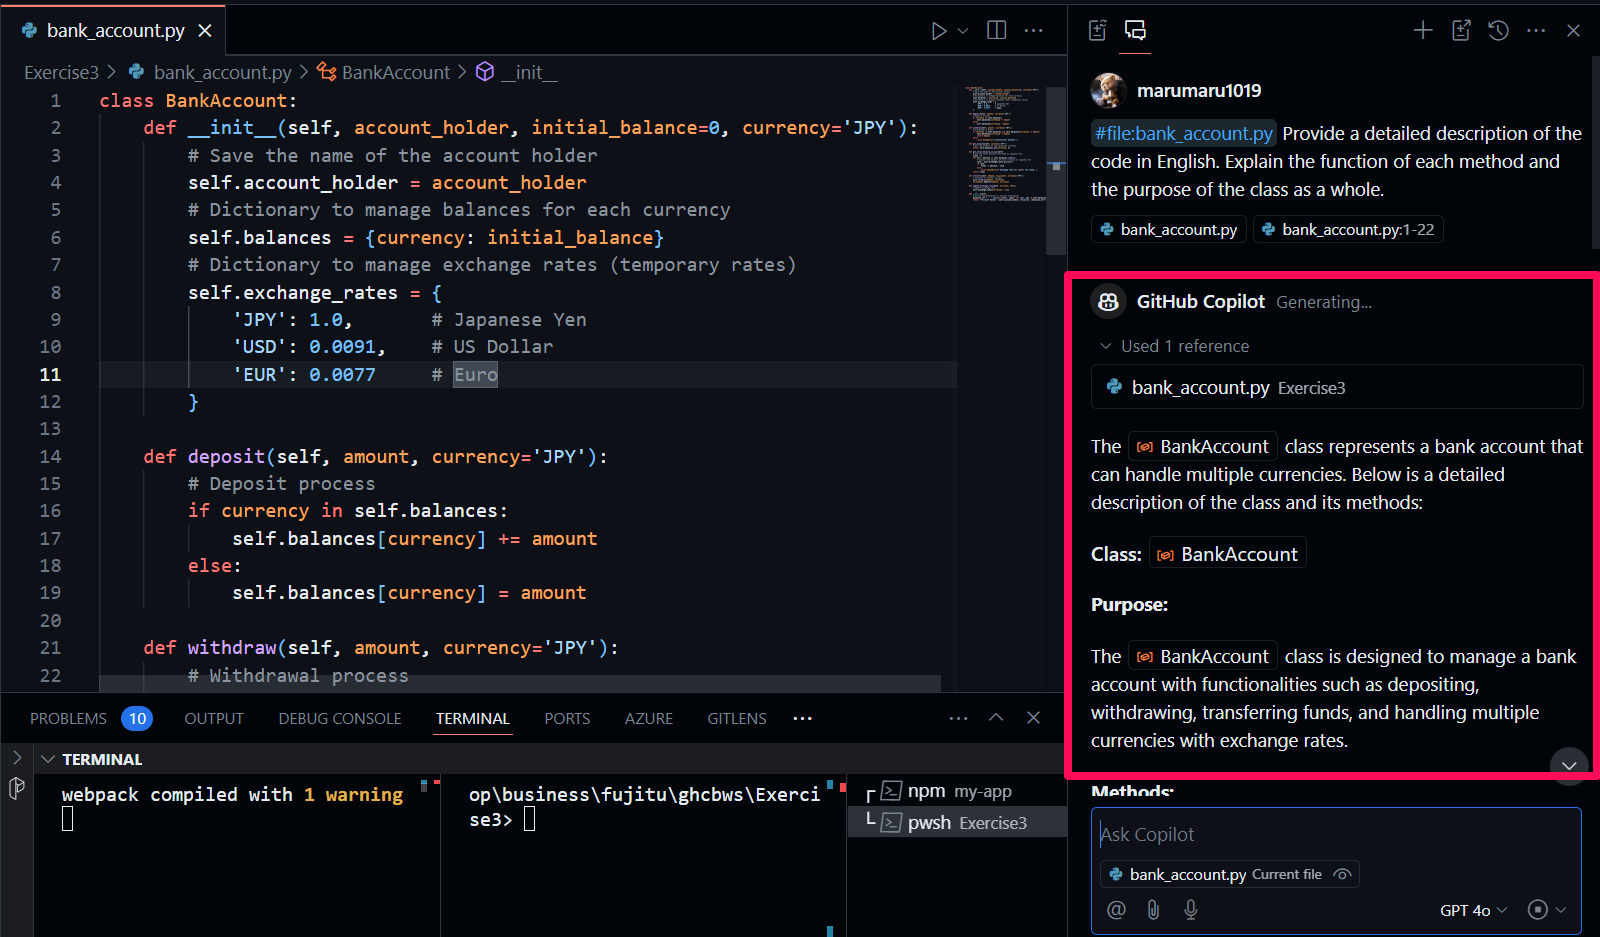 bank_account.py
Exercise3 > bank_account.py > BankAccount > __init__
1 class BankAccount:
2 def __init__(self, account_holder, initial_balance=0, currency='JPY'):
3 # Save the name of the account holder
4 self.account_holder = account_holder
5 # Dictionary to manage balances for each currency
6 self.balances = {currency: initial_balance}
7 # Dictionary to manage exchange rates (temporary rates)
8 self.exchange_rates = {
9 'JPY': 1.0, # Japanese Yen
10 'USD': 0.0091, # US Dollar
11 'EUR': 0.0077 # Euro
12 }
13
14 def deposit(self, amount, currency='JPY'):
15 # Deposit process
16 if currency in self.balances:
17 self.balances[currency] += amount
18 else:
19 self.balances[currency] = amount
20
21 def withdraw(self, amount, currency='JPY'):
22 # Withdrawal process
PROBLEMS 10 OUTPUT DEBUG CONSOLE TERMINAL PORTS AZURE GITLENS
TERMINAL
webpack compiled with 1 warning
op\business\fujitu\ghcbws\Exerci
se3>
npm my-app
pwsh Exercise3
marumaru1019
#file:bank_account.py Provide a detailed description of the
code in English. Explain the function of each method and
the purpose of the class as a whole.
bank_account.py bank_account.py:1-22
GitHub Copilot Generating...
Used 1 reference
bank_account.py Exercise3
The BankAccount class represents a bank account that
can handle multiple currencies. Below is a detailed
description of the class and its methods:
Class: BankAccount
Purpose:
The BankAccount class is designed to manage a bank
account with functionalities such as depositing,
withdrawing, transferring funds, and handling multiple
currencies with exchange rates.
Methods:
Ask Copilot
bank_account.py Current file
@ GPT 4o